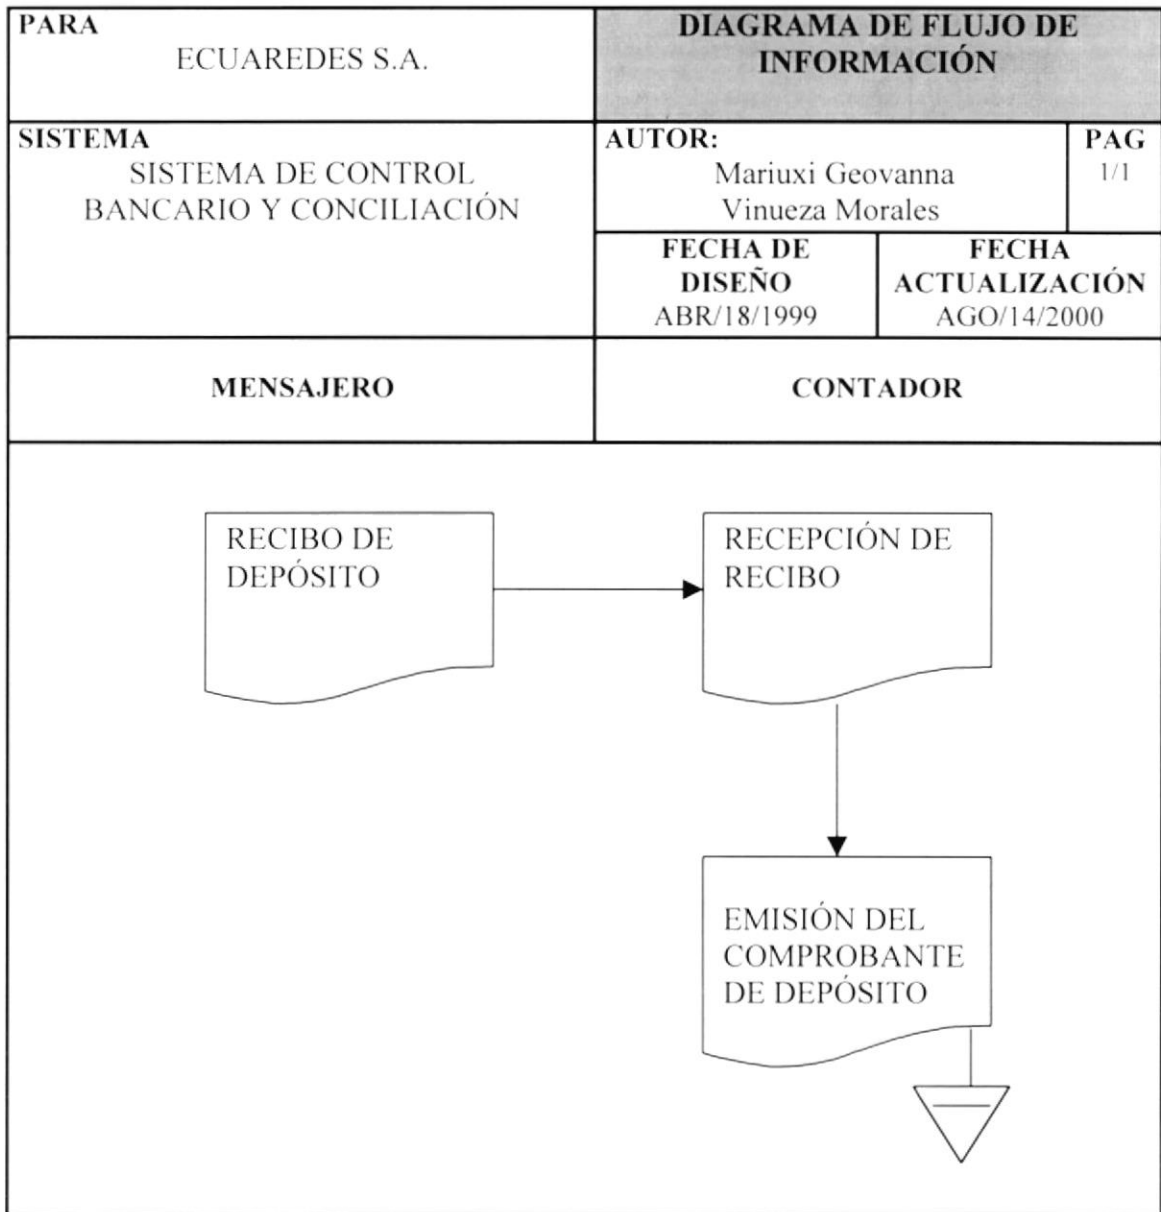 PARA
ECUAREDES S.A.
DIAGRAMA DE FLUJO DE
INFORMACIÓN
SISTEMA
SISTEMA DE CONTROL
BANCARIO Y CONCILIACIÓN
AUTOR:
Mariuxi Geovanna
Vinueza Morales
PAG
1/1
FECHA DE
DISEÑO
ABR/18/1999
FECHA
ACTUALIZACIÓN
AGO/14/2000
MENSAJERO
CONTADOR
RECIBO DE
DEPÓSITO
RECEPCIÓN DE
RECIBO
EMISIÓN DEL
COMPROBANTE
DE DEPÓSITO